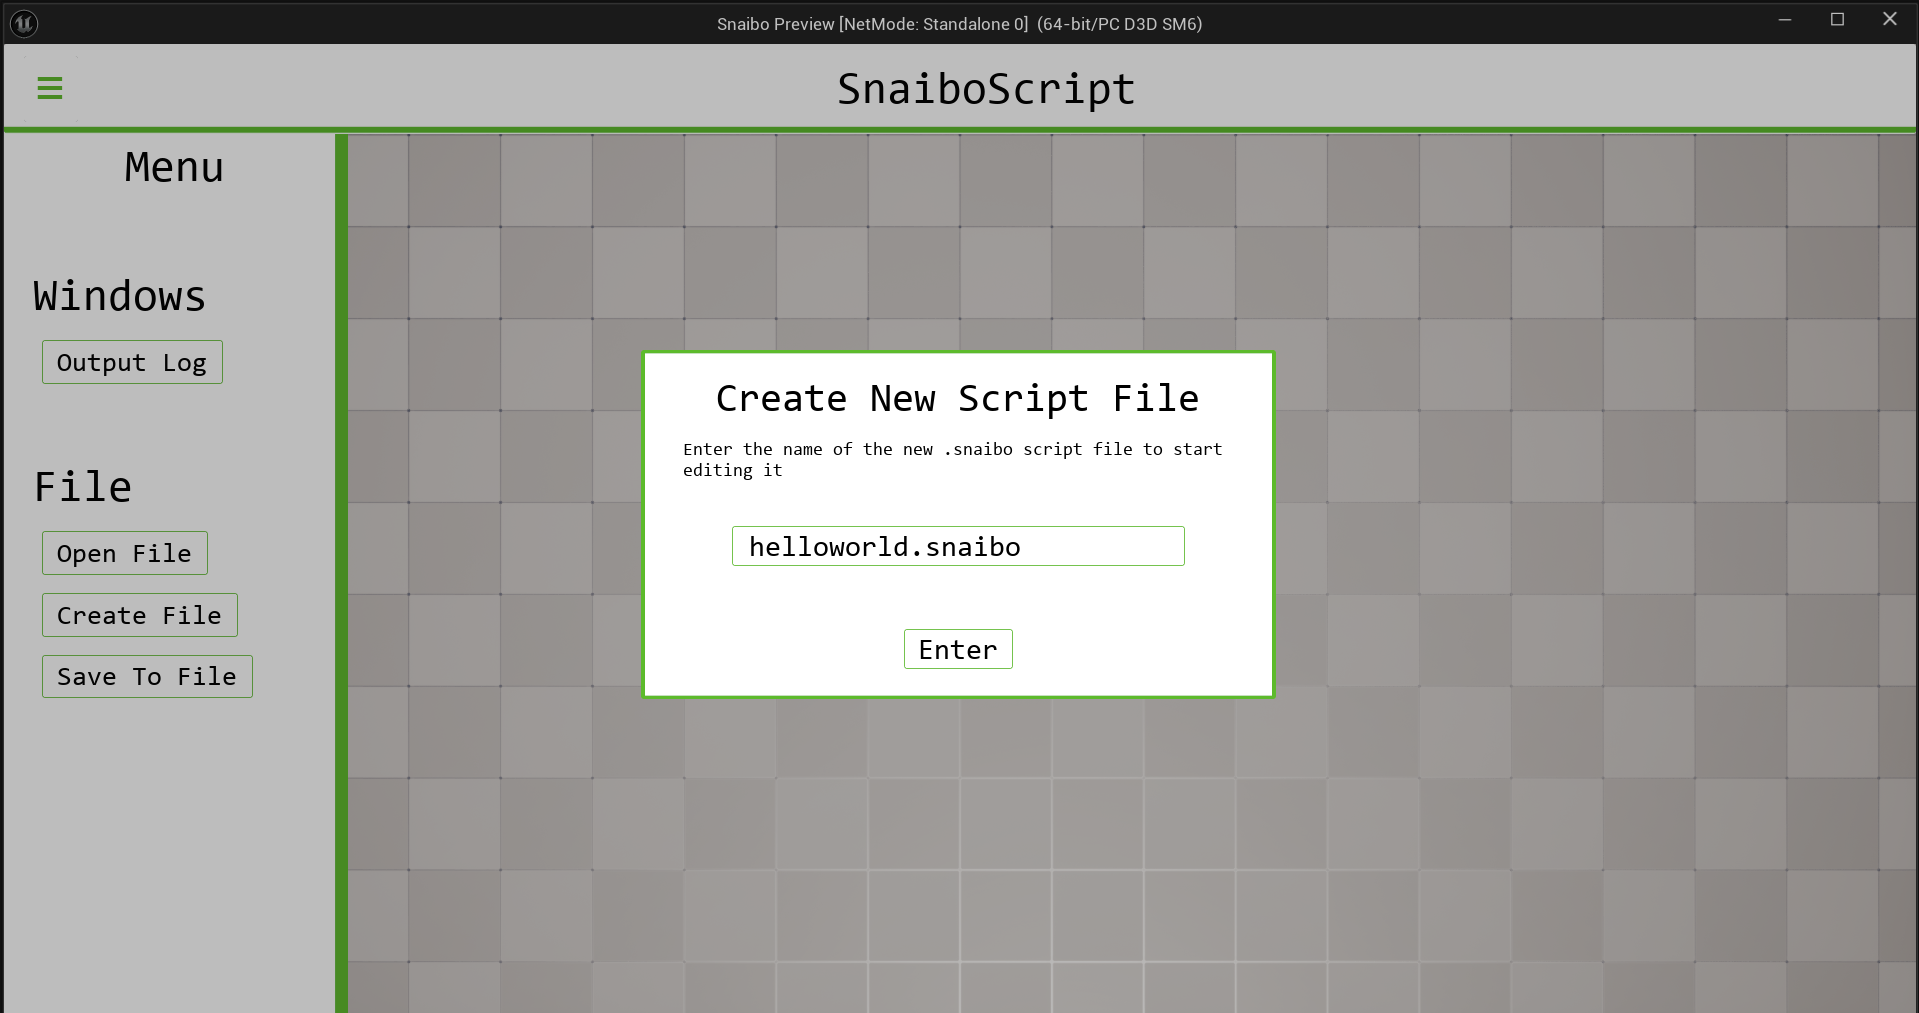 Snaibo Preview [NetMode: Standalone 0] (64-bit/PC D3D SM6)
SnaiboScript
Menu
Windows
Output Log
File
Open File
Create File
Save To File
Create New Script File
Enter the name of the new .snaibo script file to start
editing it
helloworld.snaibo
Enter